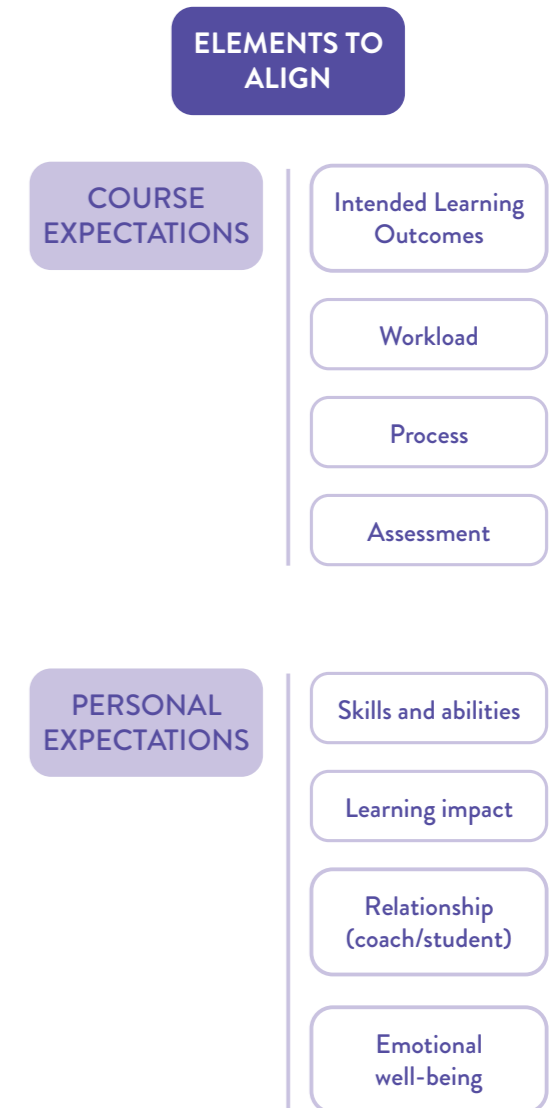 ELEMENTS TO
ALIGN
COURSE
EXPECTATIONS
Intended Learning
Outcomes
Workload
Process
Assessment
PERSONAL
EXPECTATIONS
Skills and abilities
Learning impact
Relationship
(coach/student)
Emotional
well-being